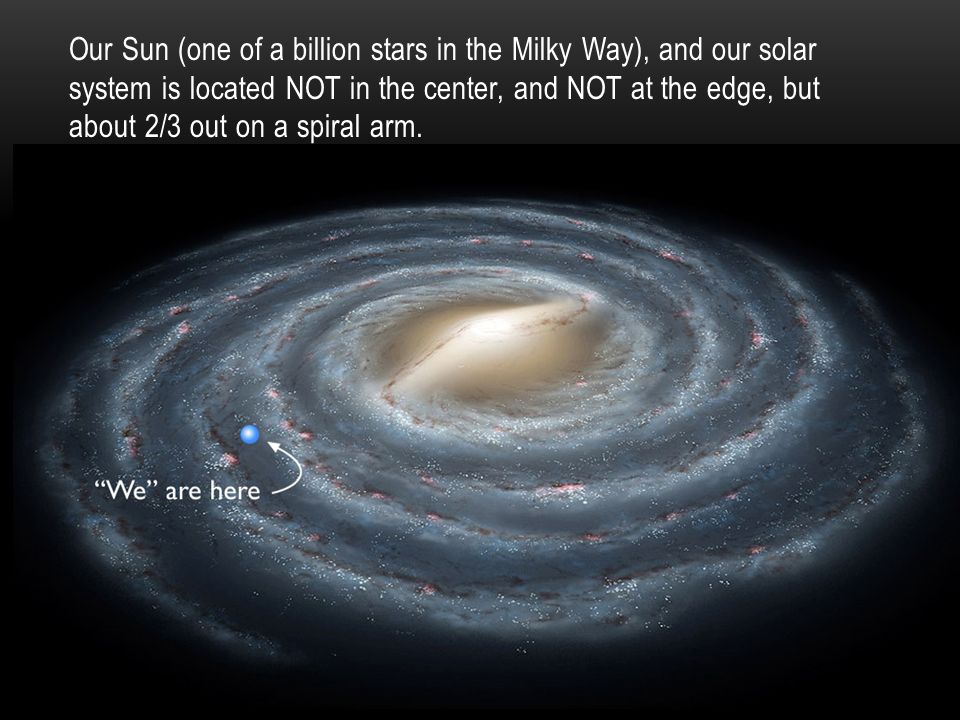 Our Sun (one of a billion stars in the Milky Way), and our solar
system is located NOT in the center, and NOT at the edge, but
about 2/3 out on a spiral arm.
“We” are here